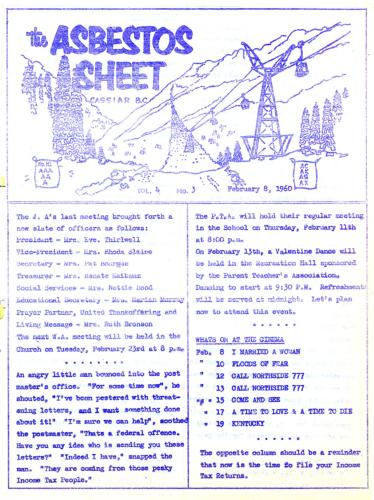 the ASBESTOS
SHEET
CASSIAR B.C.
VOL. 4 No. 3 February 8, 1960
The J. A's last meeting brought forth a
new slate of officers as follows:
President - Mrs. Eve. Thirlwell
Vice-President - Mrs. Rhoda Blaine
Secretary - Mrs. Pat
Treasurer - Mrs. Renate
Social Services - Mrs. Mottie Hood
Educational Secretary - Mrs. Marian Murray
Prayer Partner, United Thankoffering and
Living Message - Mrs. Ruth Bronson
The next W.A. meeting will be held in the
Church on Tuesday, February 23rd at 8 p.m.
* * * * * * * *
An angry little man bounced into the post
master's office. "For some time now", he
shouted, "I've been pestered with threat-
ening letters, and I want something done
about it!" "I'm sure we can help", soothed
the postmaster, "Thats a federal offence.
Have you any idea who is sending you these
letters?" "Indeed I have," snapped the
man. "They are coming from those pesky
Income Tax People."
The P.T.A. will hold their regular meeting
in the School on Thursday, February 11th
at 8:00 p.m.
On February 13th, a Valentine Dance will
be held in the Recreation Hall sponsored
by the Parent Teacher's Association.
Dancing to start at 9:30 P.M. Refreshments
will be served at midnight. Let's plan
now to attend this event.
* * * * * *
WHATS ON AT THE CINEMA
Feb. 8 I MARRIED A WOMAN
" 10 FLOODS OF FEAR
" 12 CALL NORTHSIDE 777
" 13 CALL NORTHSIDE 777
" 15 COME AND SEE
" 17 A TIME TO LOVE & A TIME TO DIE
" 19 KENTUCKY
* * * * * *
The opposite column should be a reminder
that now is the time to file your Income
Tax Returns.